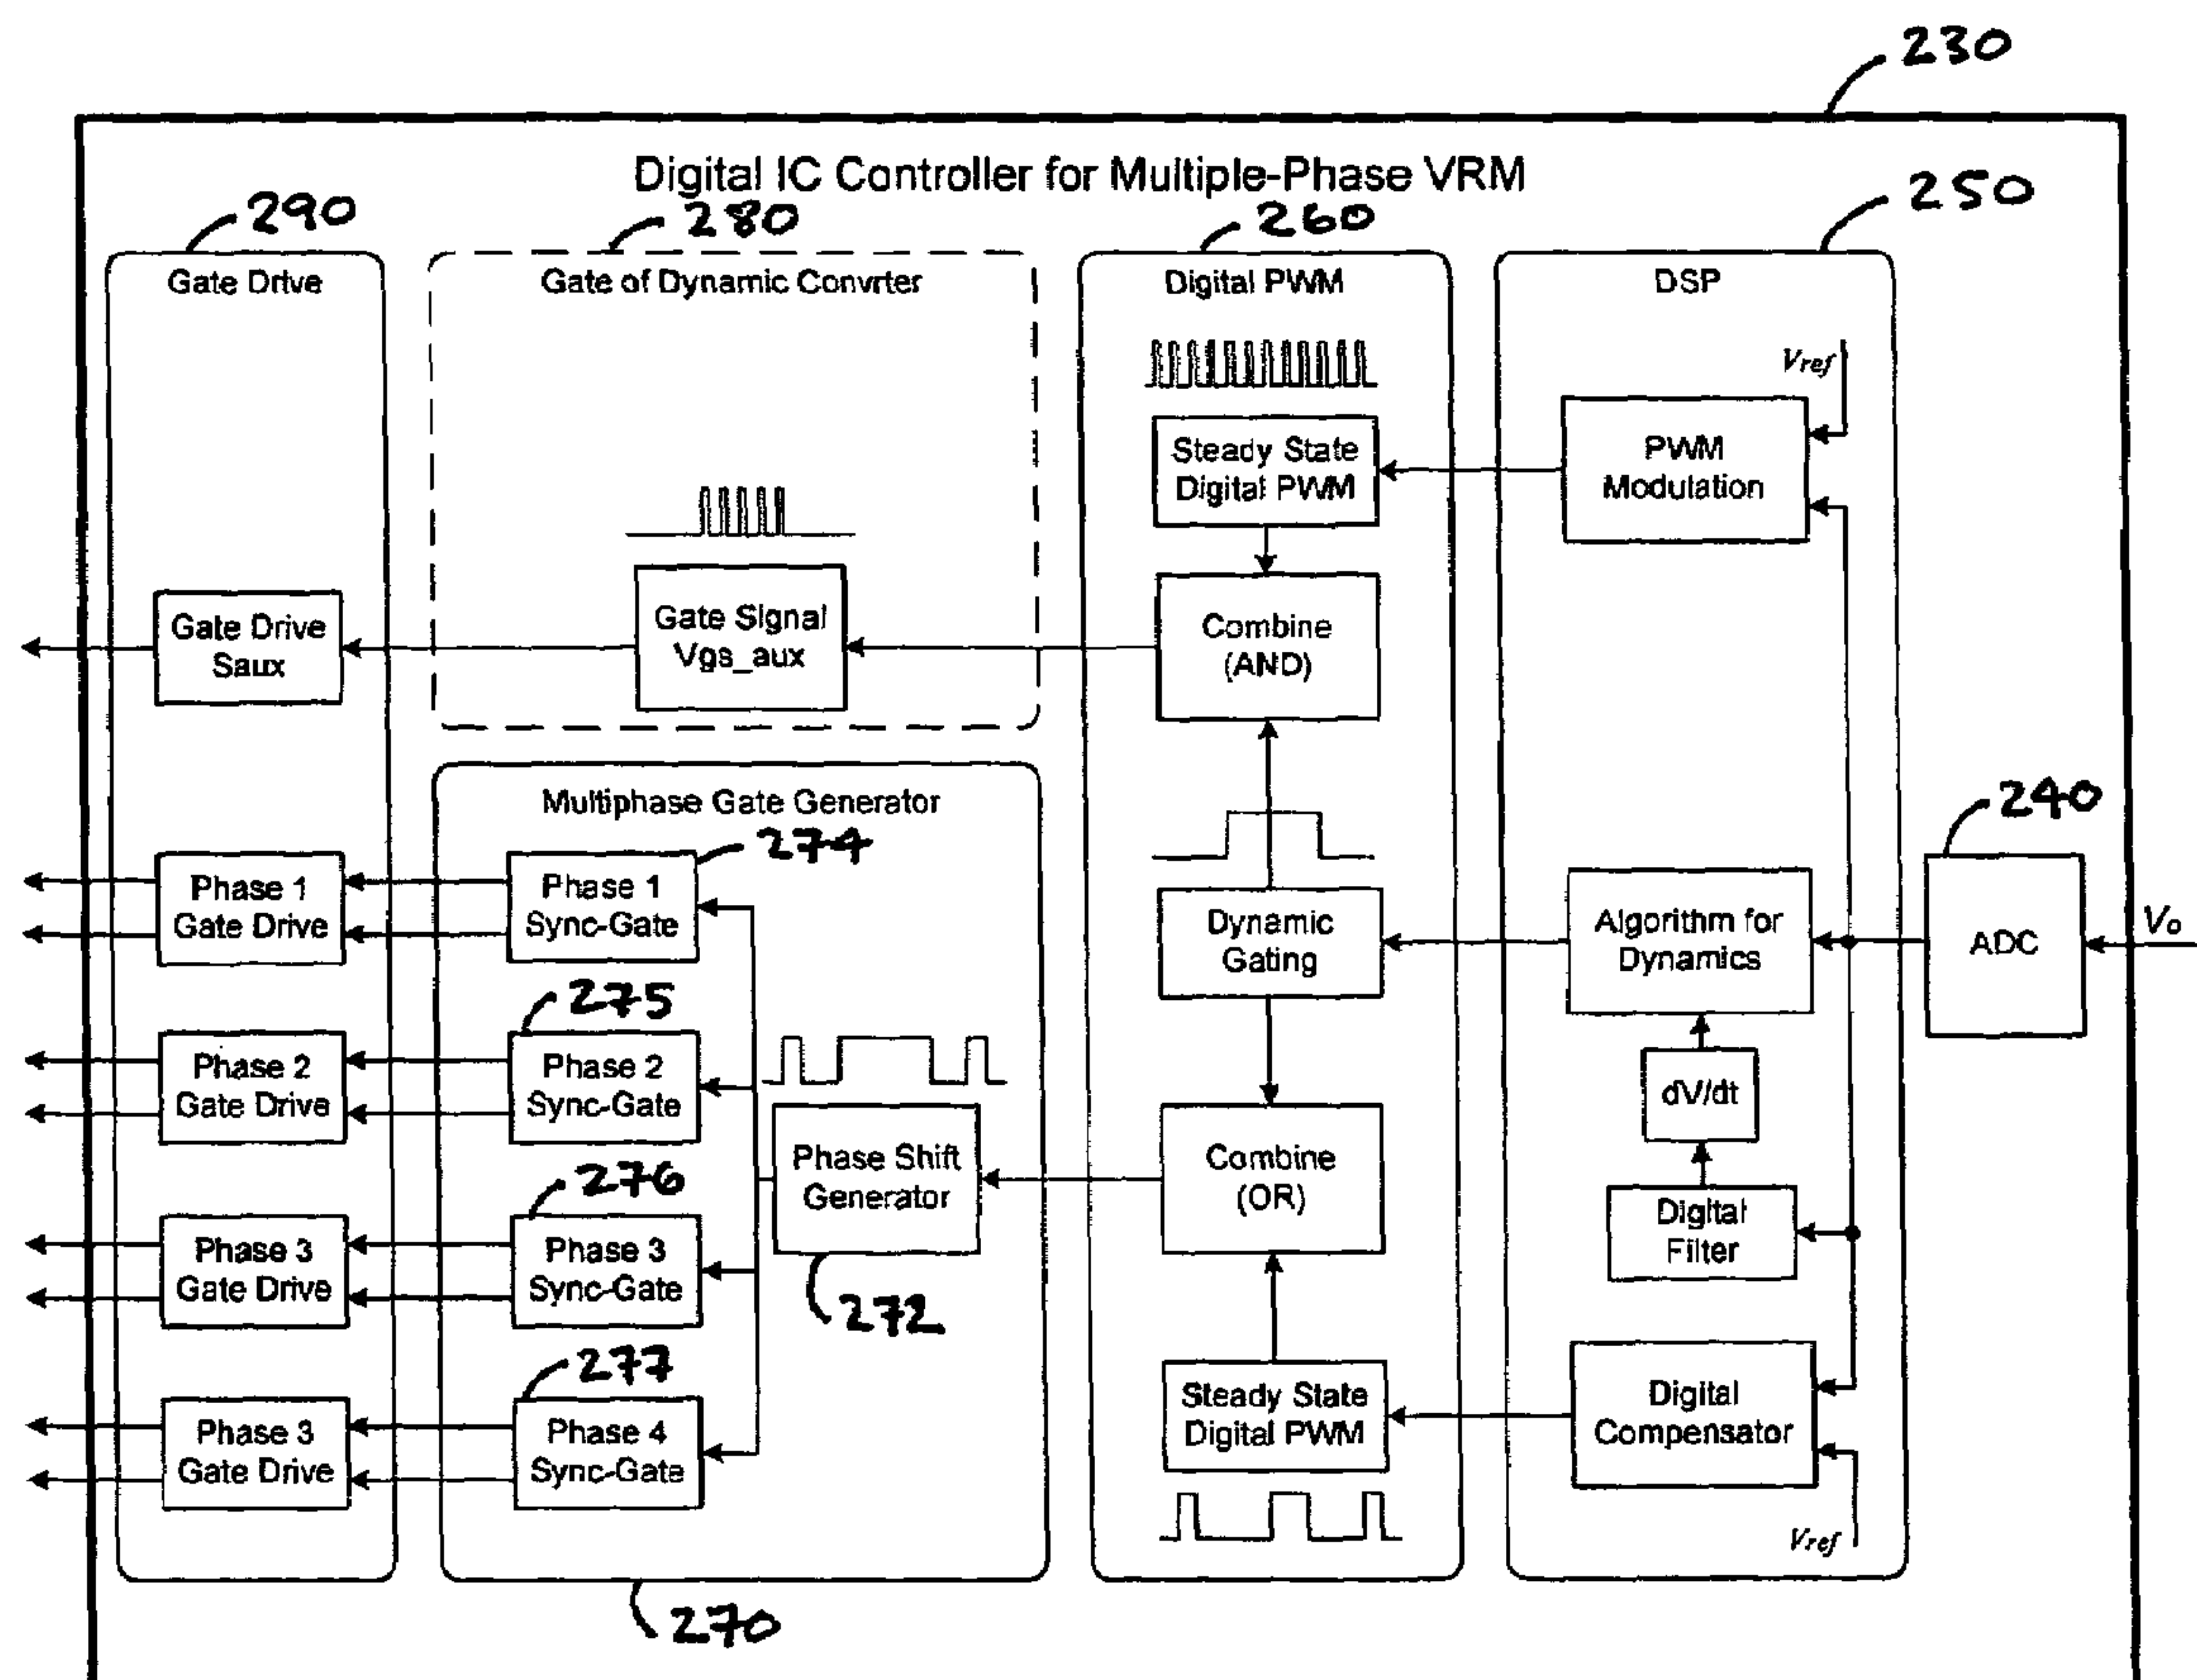 230
Digital IC Controller for Multiple-Phase VRM
290
280
260
250
Gate Drive
Gate of Dynamic Convrter
Digital PWM
DSP
Vref
Steady State
Digital PWM
PWM
Modulation
Gate Drive
Saux
Gate Signal
Vgs_aux
Combine
(AND)
Multiphase Gate Generator
240
274
Phase 1
Gate Drive
Phase 1
Sync-Gate
Dynamic
Gating
Algorithm for
Dynamics
ADC
Vo
275
Phase 2
Gate Drive
Phase 2
Sync-Gate
dV/dt
Phase Shift
Generator
Combine
(OR)
276
Phase 3
Gate Drive
Phase 3
Sync-Gate
Digital
Filter
272
277
Phase 3
Gate Drive
Phase 4
Sync-Gate
Steady State
Digital PWM
Digital
Compensator
Vref
270